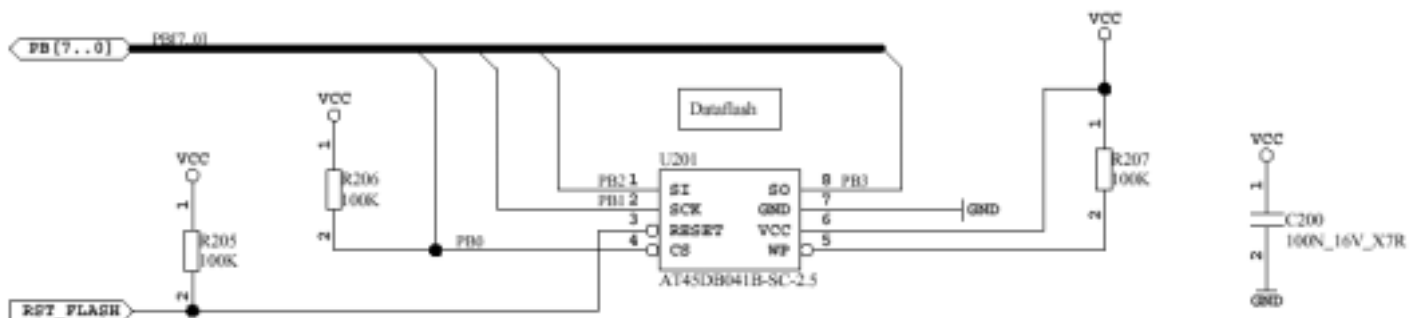 VCC
PB[7..0]
PB[7..0]
VCC
Dataflash
1
1
VCC
U201
R207
100K
VCC
R206
100K
PB2 1 SI
SO 8 PB3
1
1
PB1 2 SCK
GND 7
GND
2
C200
100N_16V_X7R
3 RESET
VCC 6
R205
100K
2
PB0
4 CS
WP 5
2
AT45DB041B-SC-2.5
2
GND
RST_FLASH